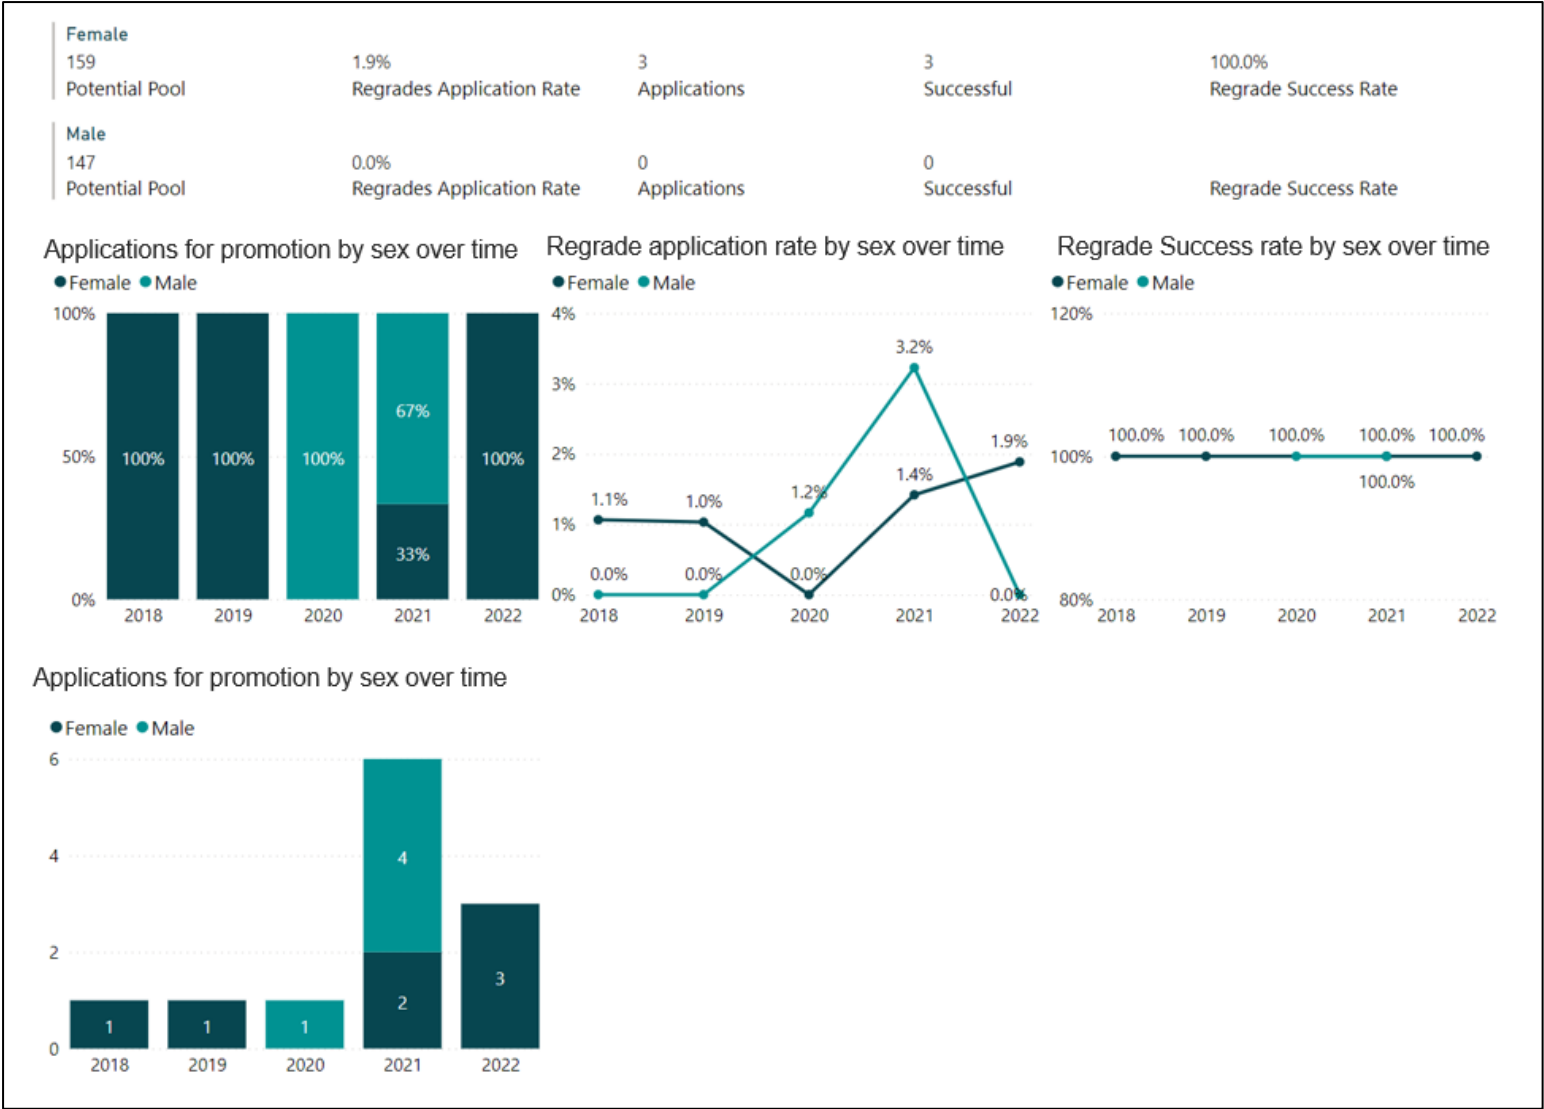 Female
159 1.9% 3 3 100.0%
Potential Pool Regrades Application Rate Applications Successful Regrade Success Rate
Male
147 0.0% 0 0
Potential Pool Regrades Application Rate Applications Successful Regrade Success Rate
Applications for promotion by sex over time
Female Male
100%
50%
0%
100% 100% 100% 67% 33% 100%
2018 2019 2020 2021 2022
Regrade application rate by sex over time
Female Male
4%
3%
2%
1%
0%
3.2%
1.9%
1.4%
1.1% 1.0% 1.2%
0.0% 0.0% 0.0% 0.0%
2018 2019 2020 2021 2022
Regrade Success rate by sex over time
Female Male
120%
100%
80%
100.0% 100.0% 100.0% 100.0% 100.0%
100.0%
2018 2019 2020 2021 2022
Applications for promotion by sex over time
Female Male
6
4
2
0
1 1 1 4 2 3
2018 2019 2020 2021 2022